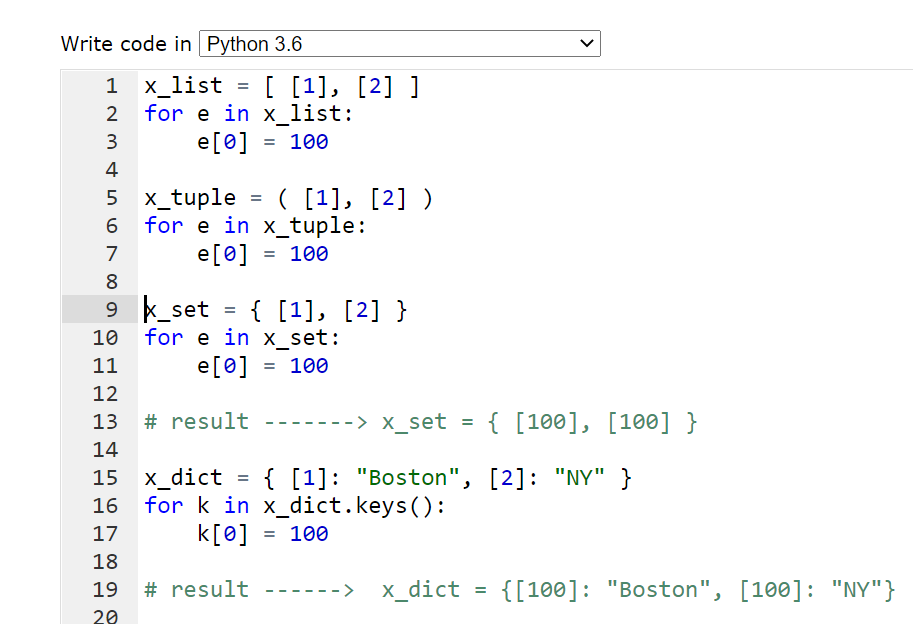 Write code in Python 3.6
1 x_list = [ [1], [2] ]
2 for e in x_list:
3     e[0] = 100
4
5 x_tuple = ( [1], [2] )
6 for e in x_tuple:
7     e[0] = 100
8
9 x_set = { [1], [2] }
10 for e in x_set:
11     e[0] = 100
12
13 # result -------> x_set = { [100], [100] }
14
15 x_dict = { [1]: "Boston", [2]: "NY" }
16 for k in x_dict.keys():
17     k[0] = 100
18
19 # result ------>  x_dict = {[100]: "Boston", [100]: "NY"}
20